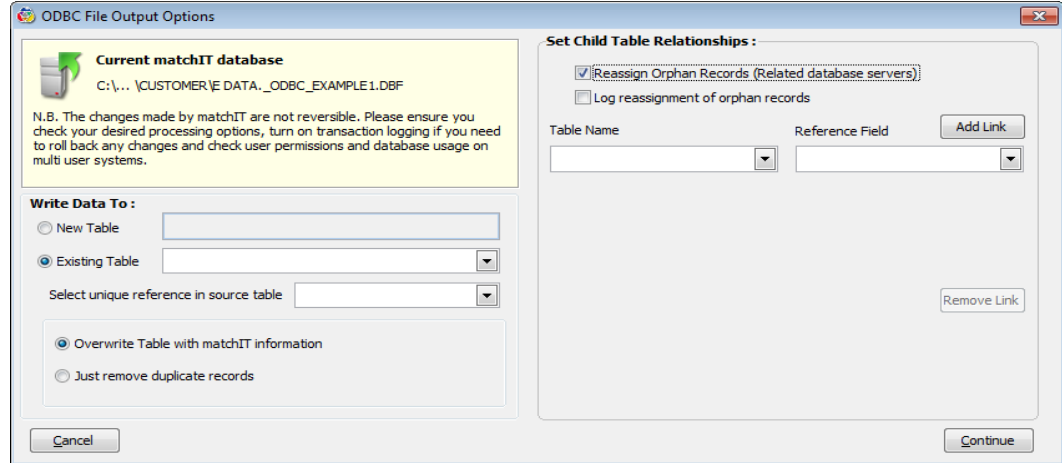 ODBC File Output Options
Current matchIT database
C:\... \CUSTOMER\E DATA._ODBC_EXAMPLE1.DBF
N.B. The changes made by matchIT are not reversible. Please ensure you
check your desired processing options, turn on transaction logging if you need
to roll back any changes and check user permissions and database usage on
multi user systems.
Write Data To :
New Table
Existing Table
Select unique reference in source table
Overwrite Table with matchIT information
Just remove duplicate records
Cancel
Set Child Table Relationships :
Reassign Orphan Records (Related database servers)
Log reassignment of orphan records
Table Name
Reference Field
Add Link
Remove Link
Continue